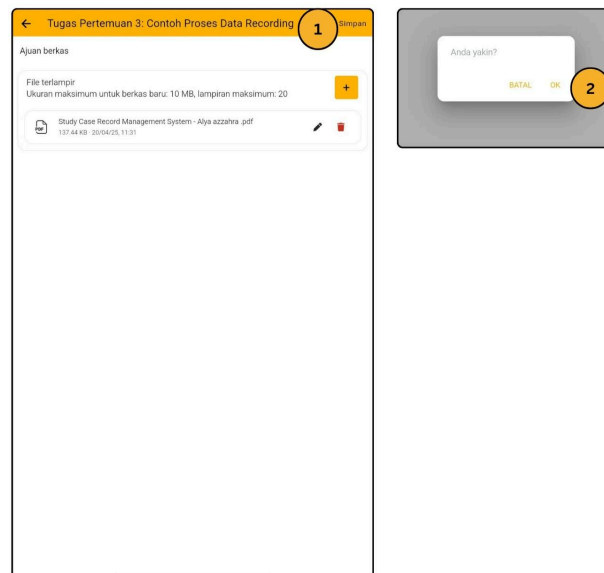 Tugas Pertemuan 3: Contoh Proses Data Recording
1
Simpan
Ajuan berkas
File terlampir
Ukuran maksimum untuk berkas baru: 10 MB, lampiran maksimum: 20
+
PDF
Study Case Record Management System - Alya azzahra .pdf
137.44 KB · 20/04/25, 11:31
Anda yakin?
BATAL OK
2